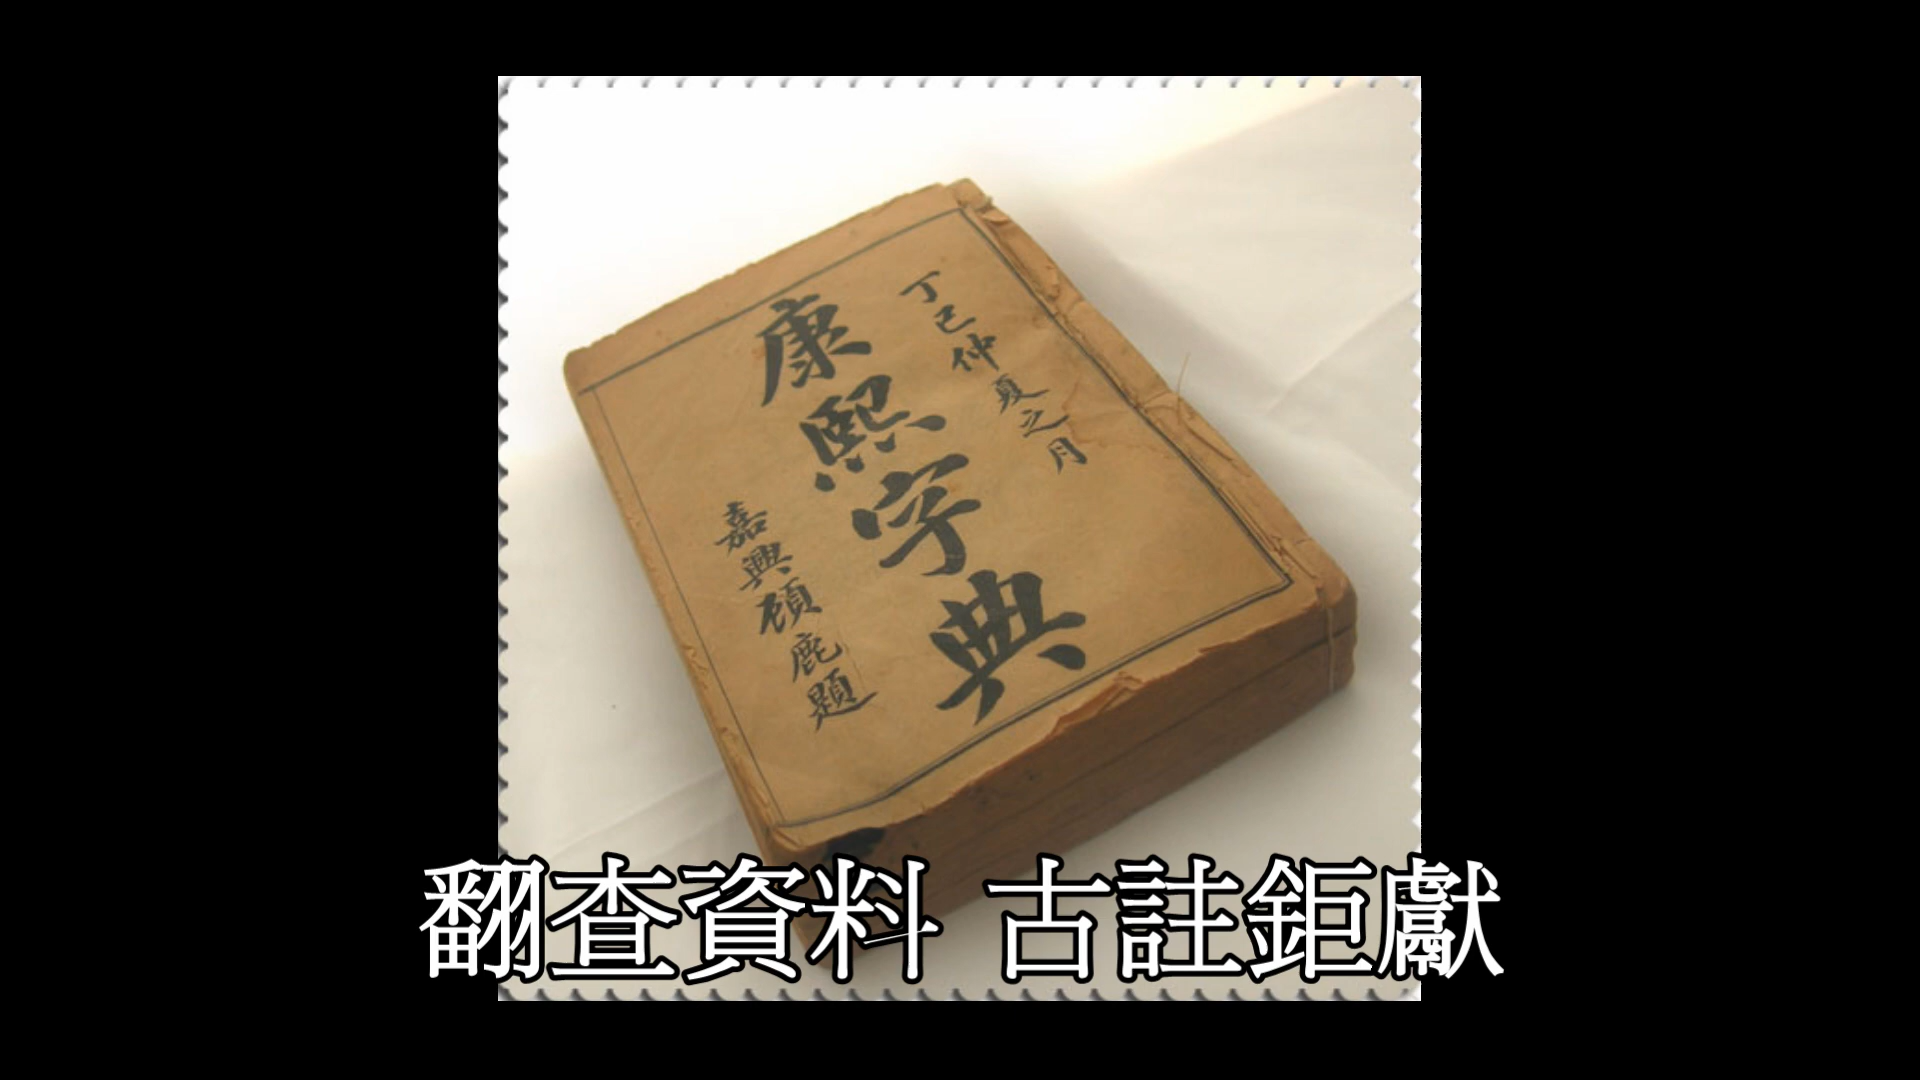 丁巳仲夏之月
康熙字典
嘉興碩鹿題
翻查資料 古註鉅獻